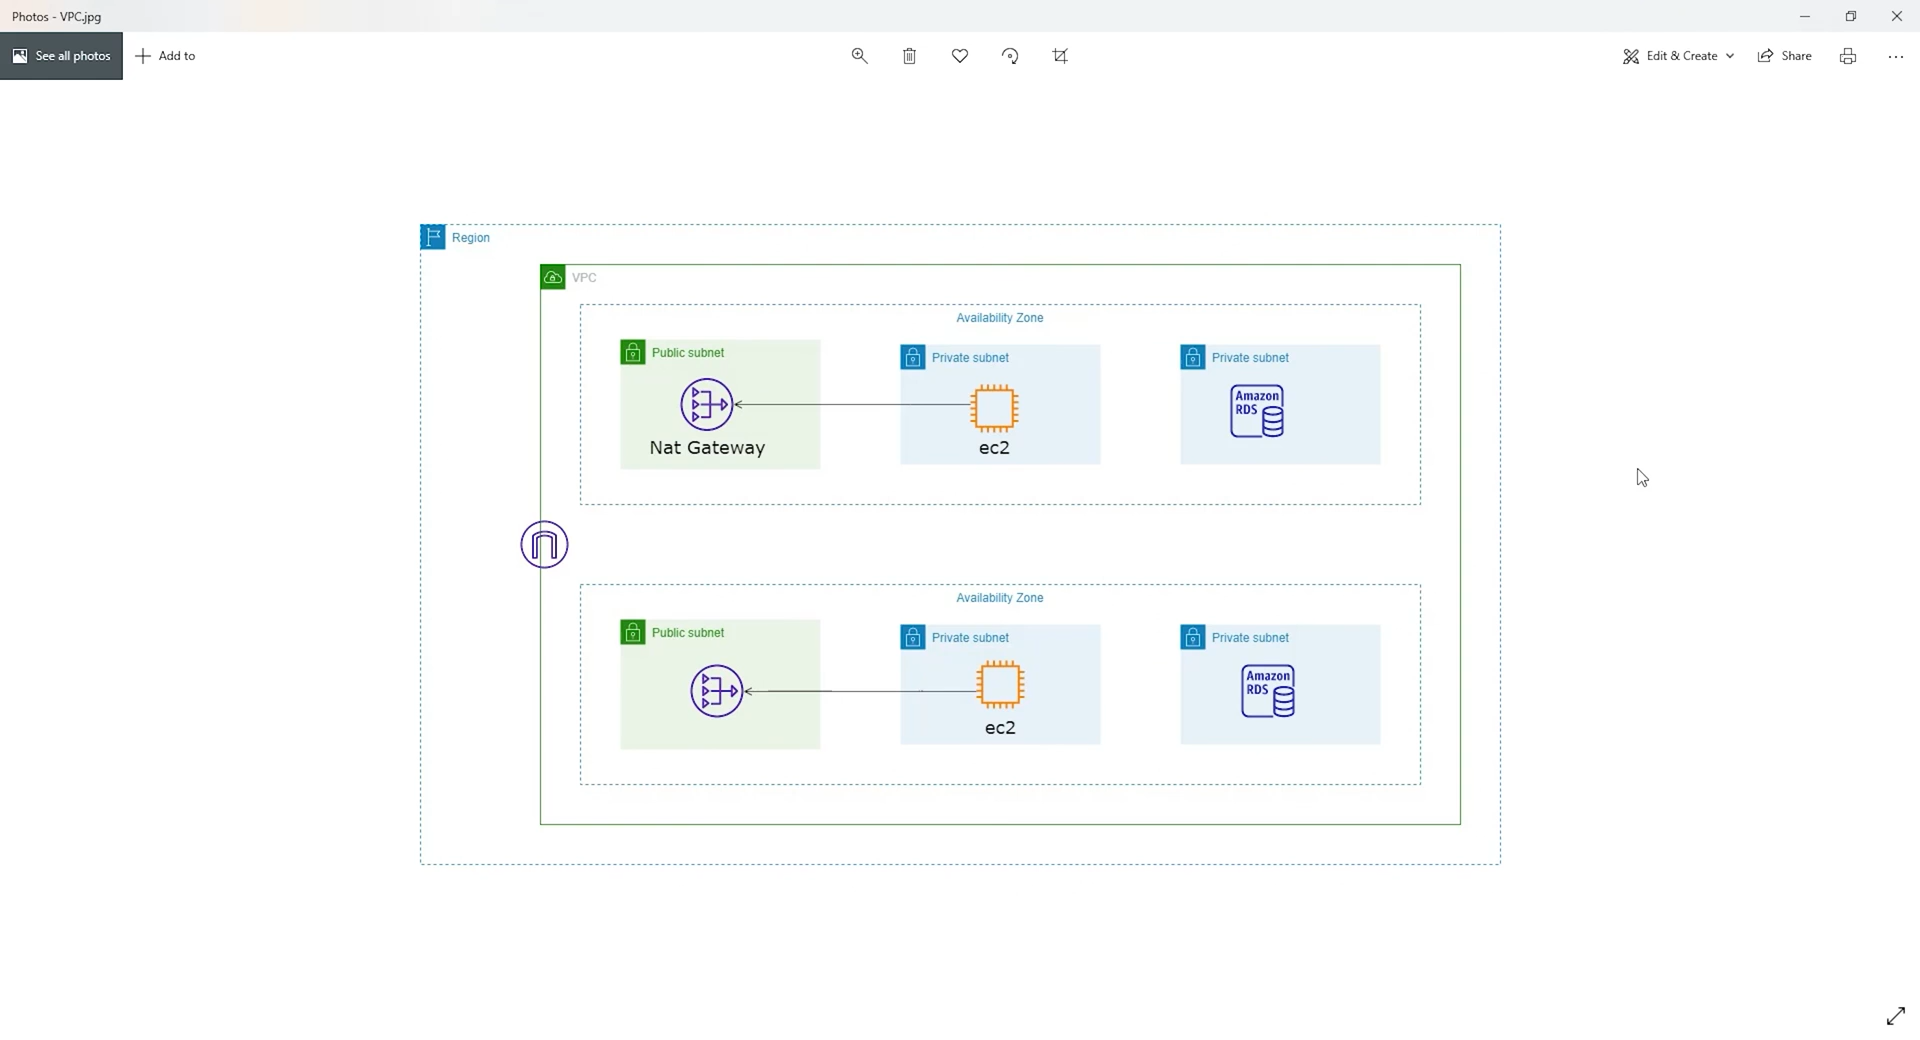 Photos - VPC.jpg
See all photos
Add to
Edit & Create
Share
Region
VPC
Availability Zone
Public subnet
Private subnet
Private subnet
Amazon
RDS
Nat Gateway
ec2
Availability Zone
Public subnet
Private subnet
Private subnet
Amazon
RDS
ec2